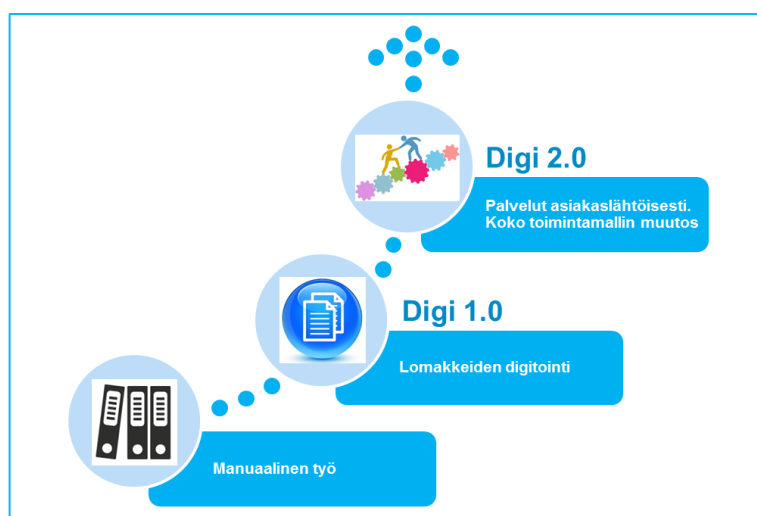 Digi 2.0
Palvelut asiakaslähtöisesti.
Koko toimintamallin muutos
Digi 1.0
Lomakkeiden digitointi
Manuaalinen työ